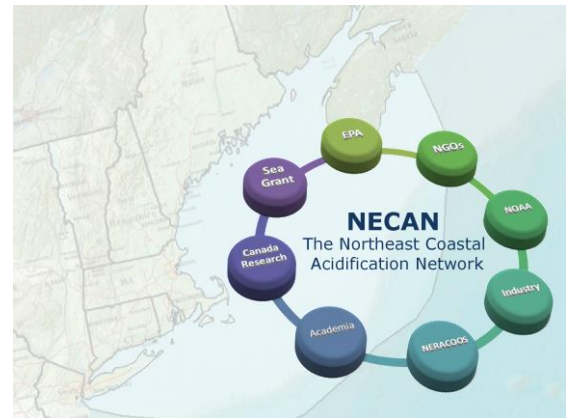 EPA
NGOs
NOAA
Industry
NERACOOS
Academia
Canada
Research
Sea
Grant
NECAN
The Northeast Coastal
Acidification Network